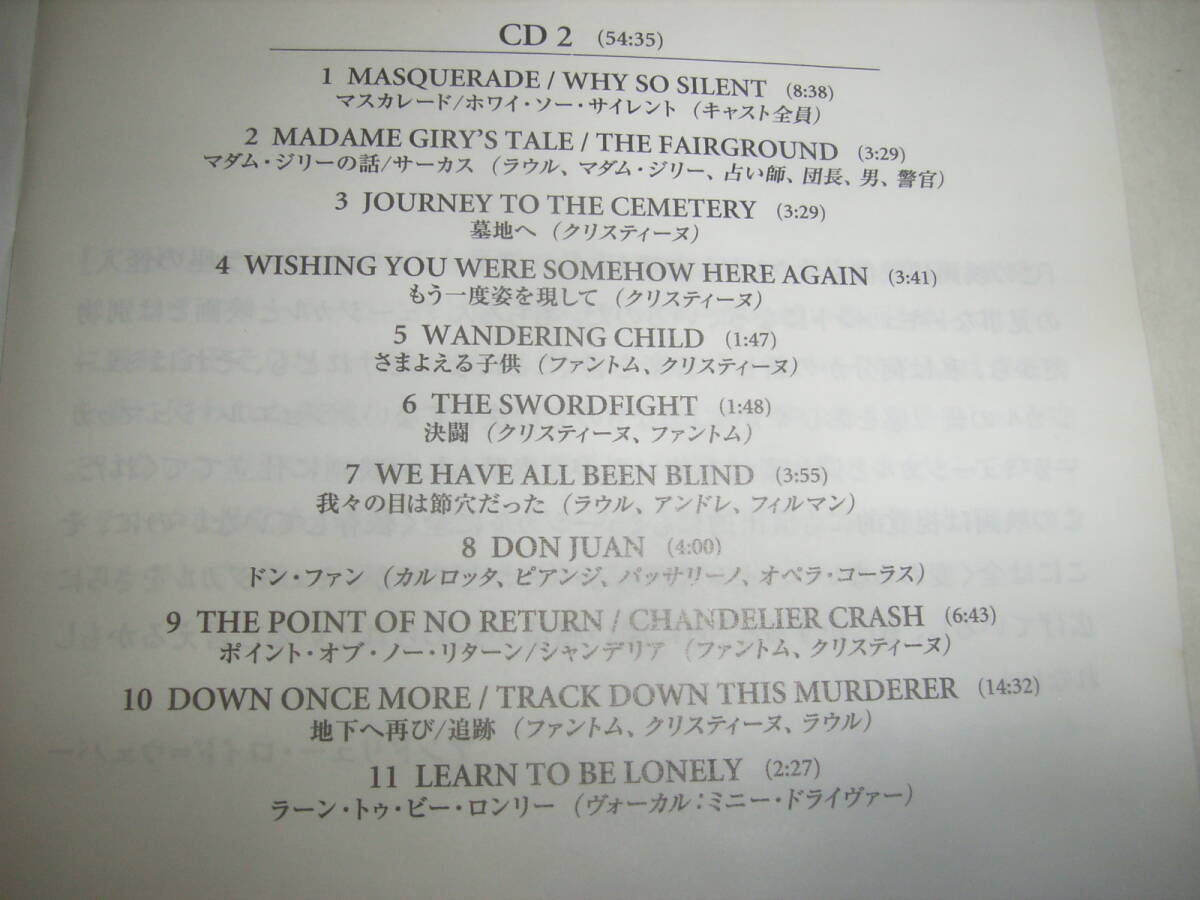 CD 2 (54:35)
1 MASQUERADE / WHY SO SILENT (8:38)
マスカレード/ホワイ・ソー・サイレント (キャスト全員)
2 MADAME GIRY'S TALE / THE FAIRGROUND (3:29)
マダム・ジリーの話/サーカス (ラウル、マダム・ジリー、占い師、団長、男、警官)
3 JOURNEY TO THE CEMETERY (3:29)
墓地へ (クリスティーヌ)
4 WISHING YOU WERE SOMEHOW HERE AGAIN (3:41)
もう一度姿を現して (クリスティーヌ)
5 WANDERING CHILD (1:47)
さまよえる子供 (ファントム、クリスティーヌ)
6 THE SWORDFIGHT (1:48)
決闘 (クリスティーヌ、ファントム)
7 WE HAVE ALL BEEN BLIND (3:55)
我々の目は節穴だった (ラウル、アンドレ、フィルマン)
8 DON JUAN (4:00)
ドン・ファン (カルロッタ、ピアンジ、パッサリーノ、オペラ・コーラス)
9 THE POINT OF NO RETURN / CHANDELIER CRASH (6:43)
ポイント・オブ・ノー・リターン/シャンデリア (ファントム、クリスティーヌ)
10 DOWN ONCE MORE / TRACK DOWN THIS MURDERER (14:32)
地下へ再び/追跡 (ファントム、クリスティーヌ、ラウル)
11 LEARN TO BE LONELY (2:27)
ラーン・トゥ・ビー・ロンリー (ヴォーカル:ミニー・ドライヴァー)